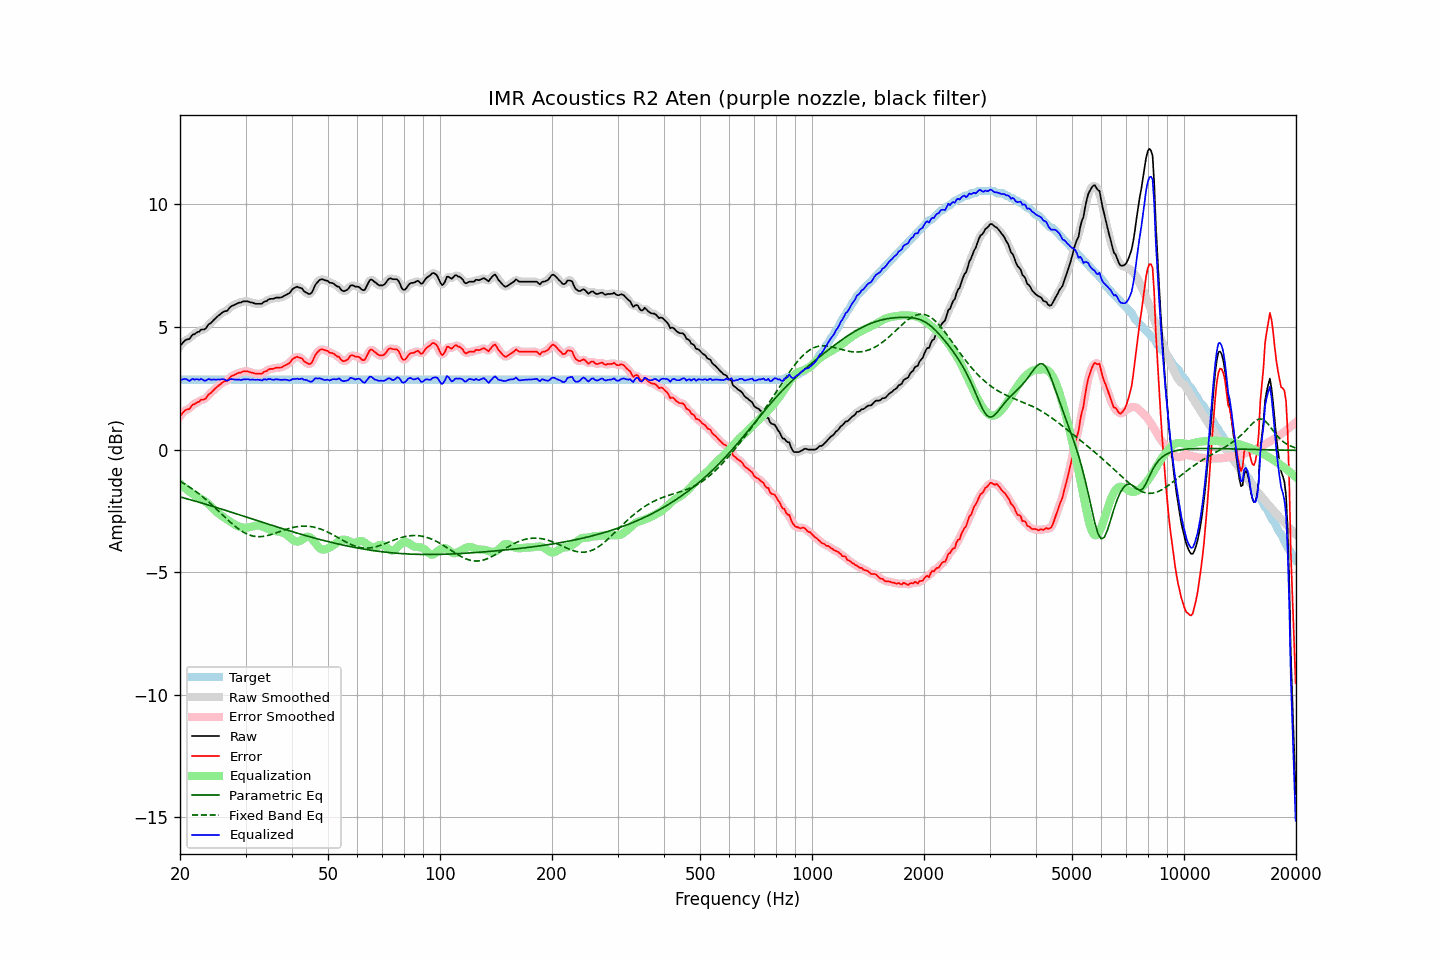 IMR Acoustics R2 Aten (purple nozzle, black filter)
Amplitude (dBr)
10
5
0
−5
−10
−15
Target
Raw Smoothed
Error Smoothed
Raw
Error
Equalization
Parametric Eq
Fixed Band Eq
Equalized
20 50 100 200 500 1000 2000 5000 10000 20000
Frequency (Hz)